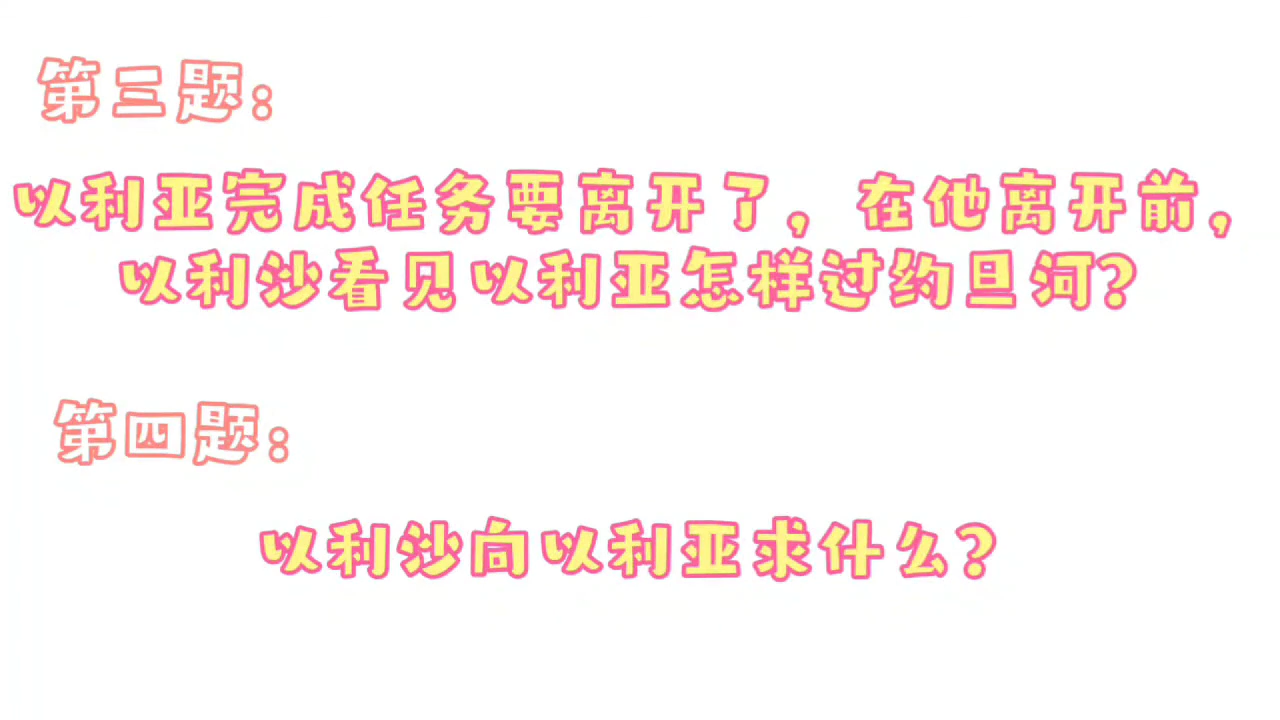 第三题：
以利亚完成任务要离开了，在他离开前，
以利沙看见以利亚怎样过约旦河？
第四题：
以利沙向以利亚求什么？